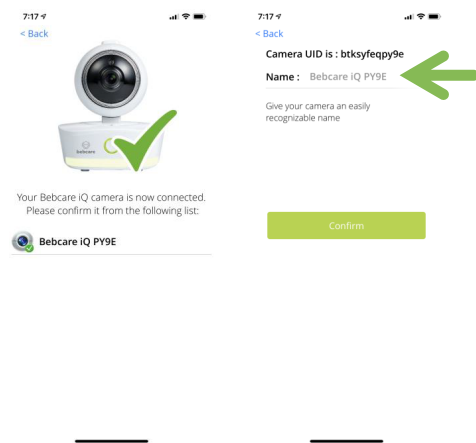 7:17
< Back
bebcare
Your Bebcare iQ camera is now connected.
Please confirm it from the following list:
Bebcare iQ PY9E
7:17
< Back
Camera UID is : btksyfeqpy9e
Name : Bebcare iQ PY9E
Give your camera an easily
recognizable name
Confirm